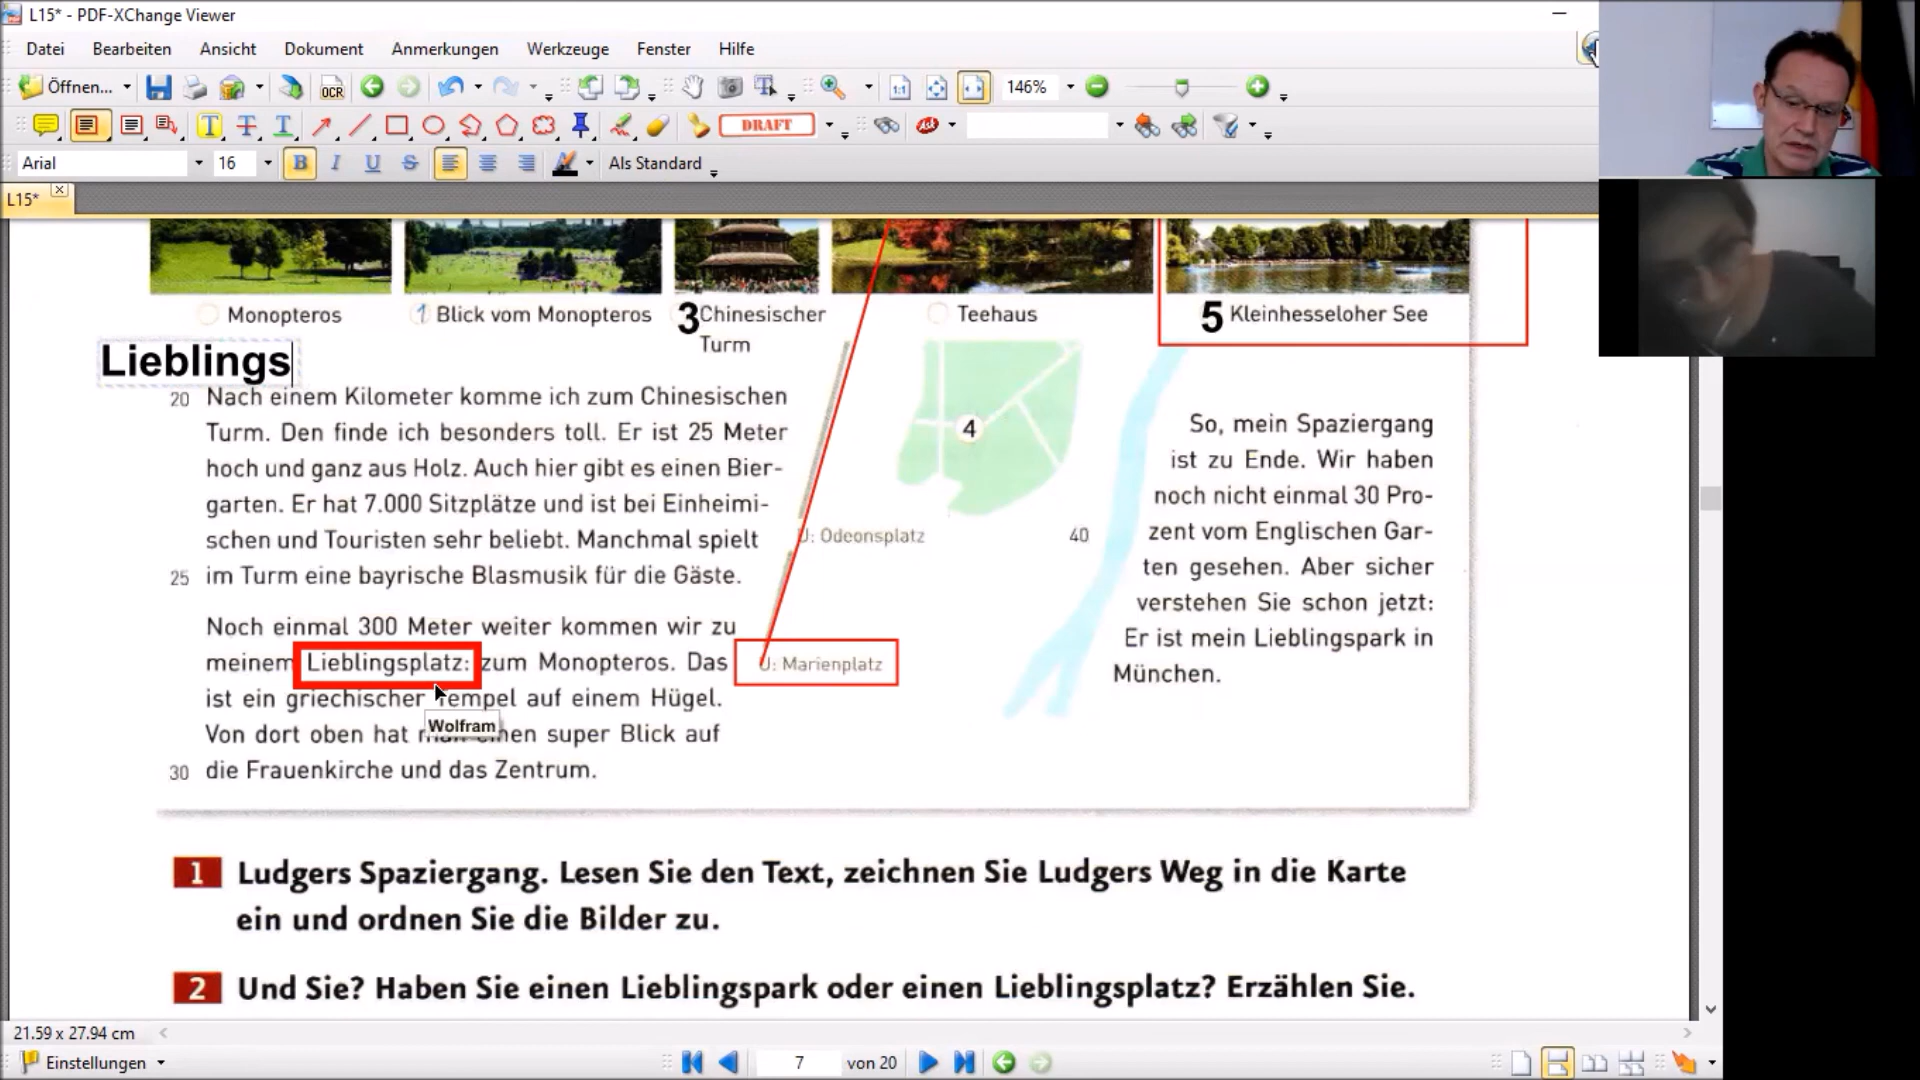 L15* - PDF-XChange Viewer
Datei Bearbeiten Ansicht Dokument Anmerkungen Werkzeuge Fenster Hilfe
Öffnen... OCR 1:1 146%
T T T DRAFT Ask
Arial 16 B I U S Als Standard
L15*
Monopteros
1 Blick vom Monopteros
3 Chinesischer
Turm
Teehaus
5 Kleinhesseloher See
Lieblings
20 Nach einem Kilometer komme ich zum Chinesischen
Turm. Den finde ich besonders toll. Er ist 25 Meter
hoch und ganz aus Holz. Auch hier gibt es einen Bier-
garten. Er hat 7.000 Sitzplätze und ist bei Einheimi-
schen und Touristen sehr beliebt. Manchmal spielt
25 im Turm eine bayrische Blasmusik für die Gäste.
Noch einmal 300 Meter weiter kommen wir zu
meinem Lieblingsplatz: zum Monopteros. Das
ist ein griechischer Tempel auf einem Hügel.
Wolfram
Von dort oben hat man einen super Blick auf
30 die Frauenkirche und das Zentrum.
4
U: Odeonsplatz
U: Marienplatz
So, mein Spaziergang
ist zu Ende. Wir haben
noch nicht einmal 30 Pro-
40 zent vom Englischen Gar-
ten gesehen. Aber sicher
verstehen Sie schon jetzt:
Er ist mein Lieblingspark in
München.
1 Ludgers Spaziergang. Lesen Sie den Text, zeichnen Sie Ludgers Weg in die Karte
ein und ordnen Sie die Bilder zu.
2 Und Sie? Haben Sie einen Lieblingspark oder einen Lieblingsplatz? Erzählen Sie.
21.59 x 27.94 cm
Einstellungen 7 von 20